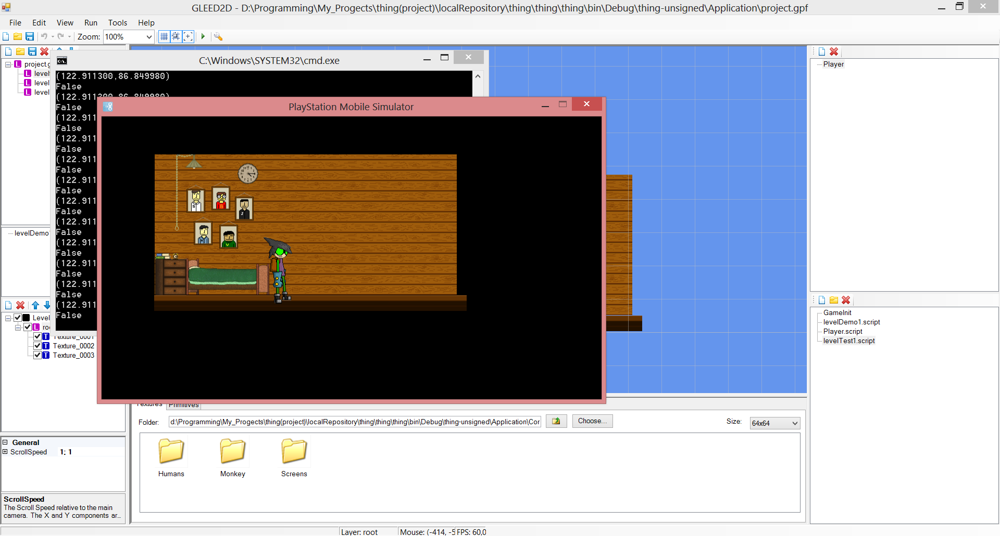 GLEED2D - D:\Programming\My_Progects\thing(project)\localRepository\thing\thing\thing\bin\Debug\thing-unsigned\Application\project.gpf
File Edit View Run Tools Help
Zoom: 100%
project.g
level
level
level
levelDemo
Level
roo
Texture_0001
Texture_0002
Texture_0003
General
ScrollSpeed 1; 1
ScrollSpeed
The Scroll Speed relative to the main
camera. The X and Y components ar...
C:\Windows\SYSTEM32\cmd.exe
(122.911300,86.849980)
False
(122.911300,86.849980)
False
(122.911
False
(122.911
False
(122.911
False
(122.911
False
(122.911
False
(122.911
False
(122.911
False
(122.911
False
(122.911
False
(122.911
False
PlayStation Mobile Simulator
S
B
J
V
B
Textures Primitives
Folder: d:\Programming\My_Progects\thing(project)\localRepository\thing\thing\thing\bin\Debug\thing-unsigned\Application\Cor
Choose...
Size: 64x64
Humans Monkey Screens
Player
GameInit
levelDemo1.script
Player.script
levelTest1.script
Layer: root Mouse: (-414, -5 FPS: 60,0